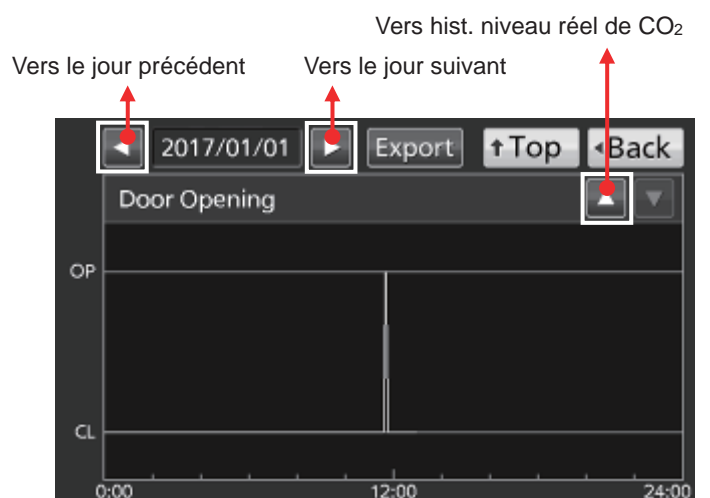 Vers hist. niveau réel de CO₂
Vers le jour précédent Vers le jour suivant
2017/01/01 Export ↑Top Back
Door Opening
OP
CL
0:00 12:00 24:00